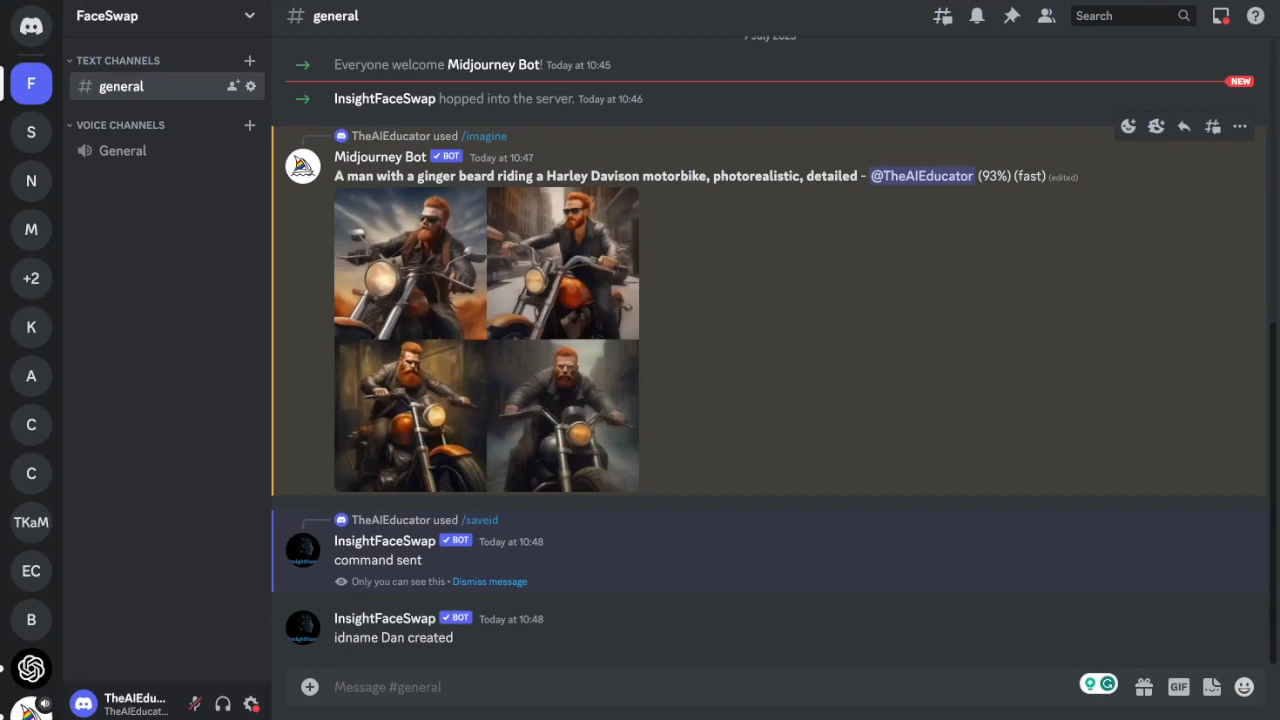 FaceSwap
TEXT CHANNELS
general
VOICE CHANNELS
General
F
S
N
M
+2
K
A
C
C
TKaM
EC
B
TheAIEdu...
TheAIEducat...
# general
Search
7 July 2023
Everyone welcome Midjourney Bot! Today at 10:45
NEW
InsightFaceSwap hopped into the server. Today at 10:46
TheAIEducator used /imagine
Midjourney Bot ✓ BOT Today at 10:47
A man with a ginger beard riding a Harley Davison motorbike, photorealistic, detailed - @TheAIEducator (93%) (fast) (edited)
TheAIEducator used /saveid
InsightFaceSwap ✓ BOT Today at 10:48
command sent
Only you can see this • Dismiss message
InsightFaceSwap ✓ BOT Today at 10:48
idname Dan created
Message #general
GIF